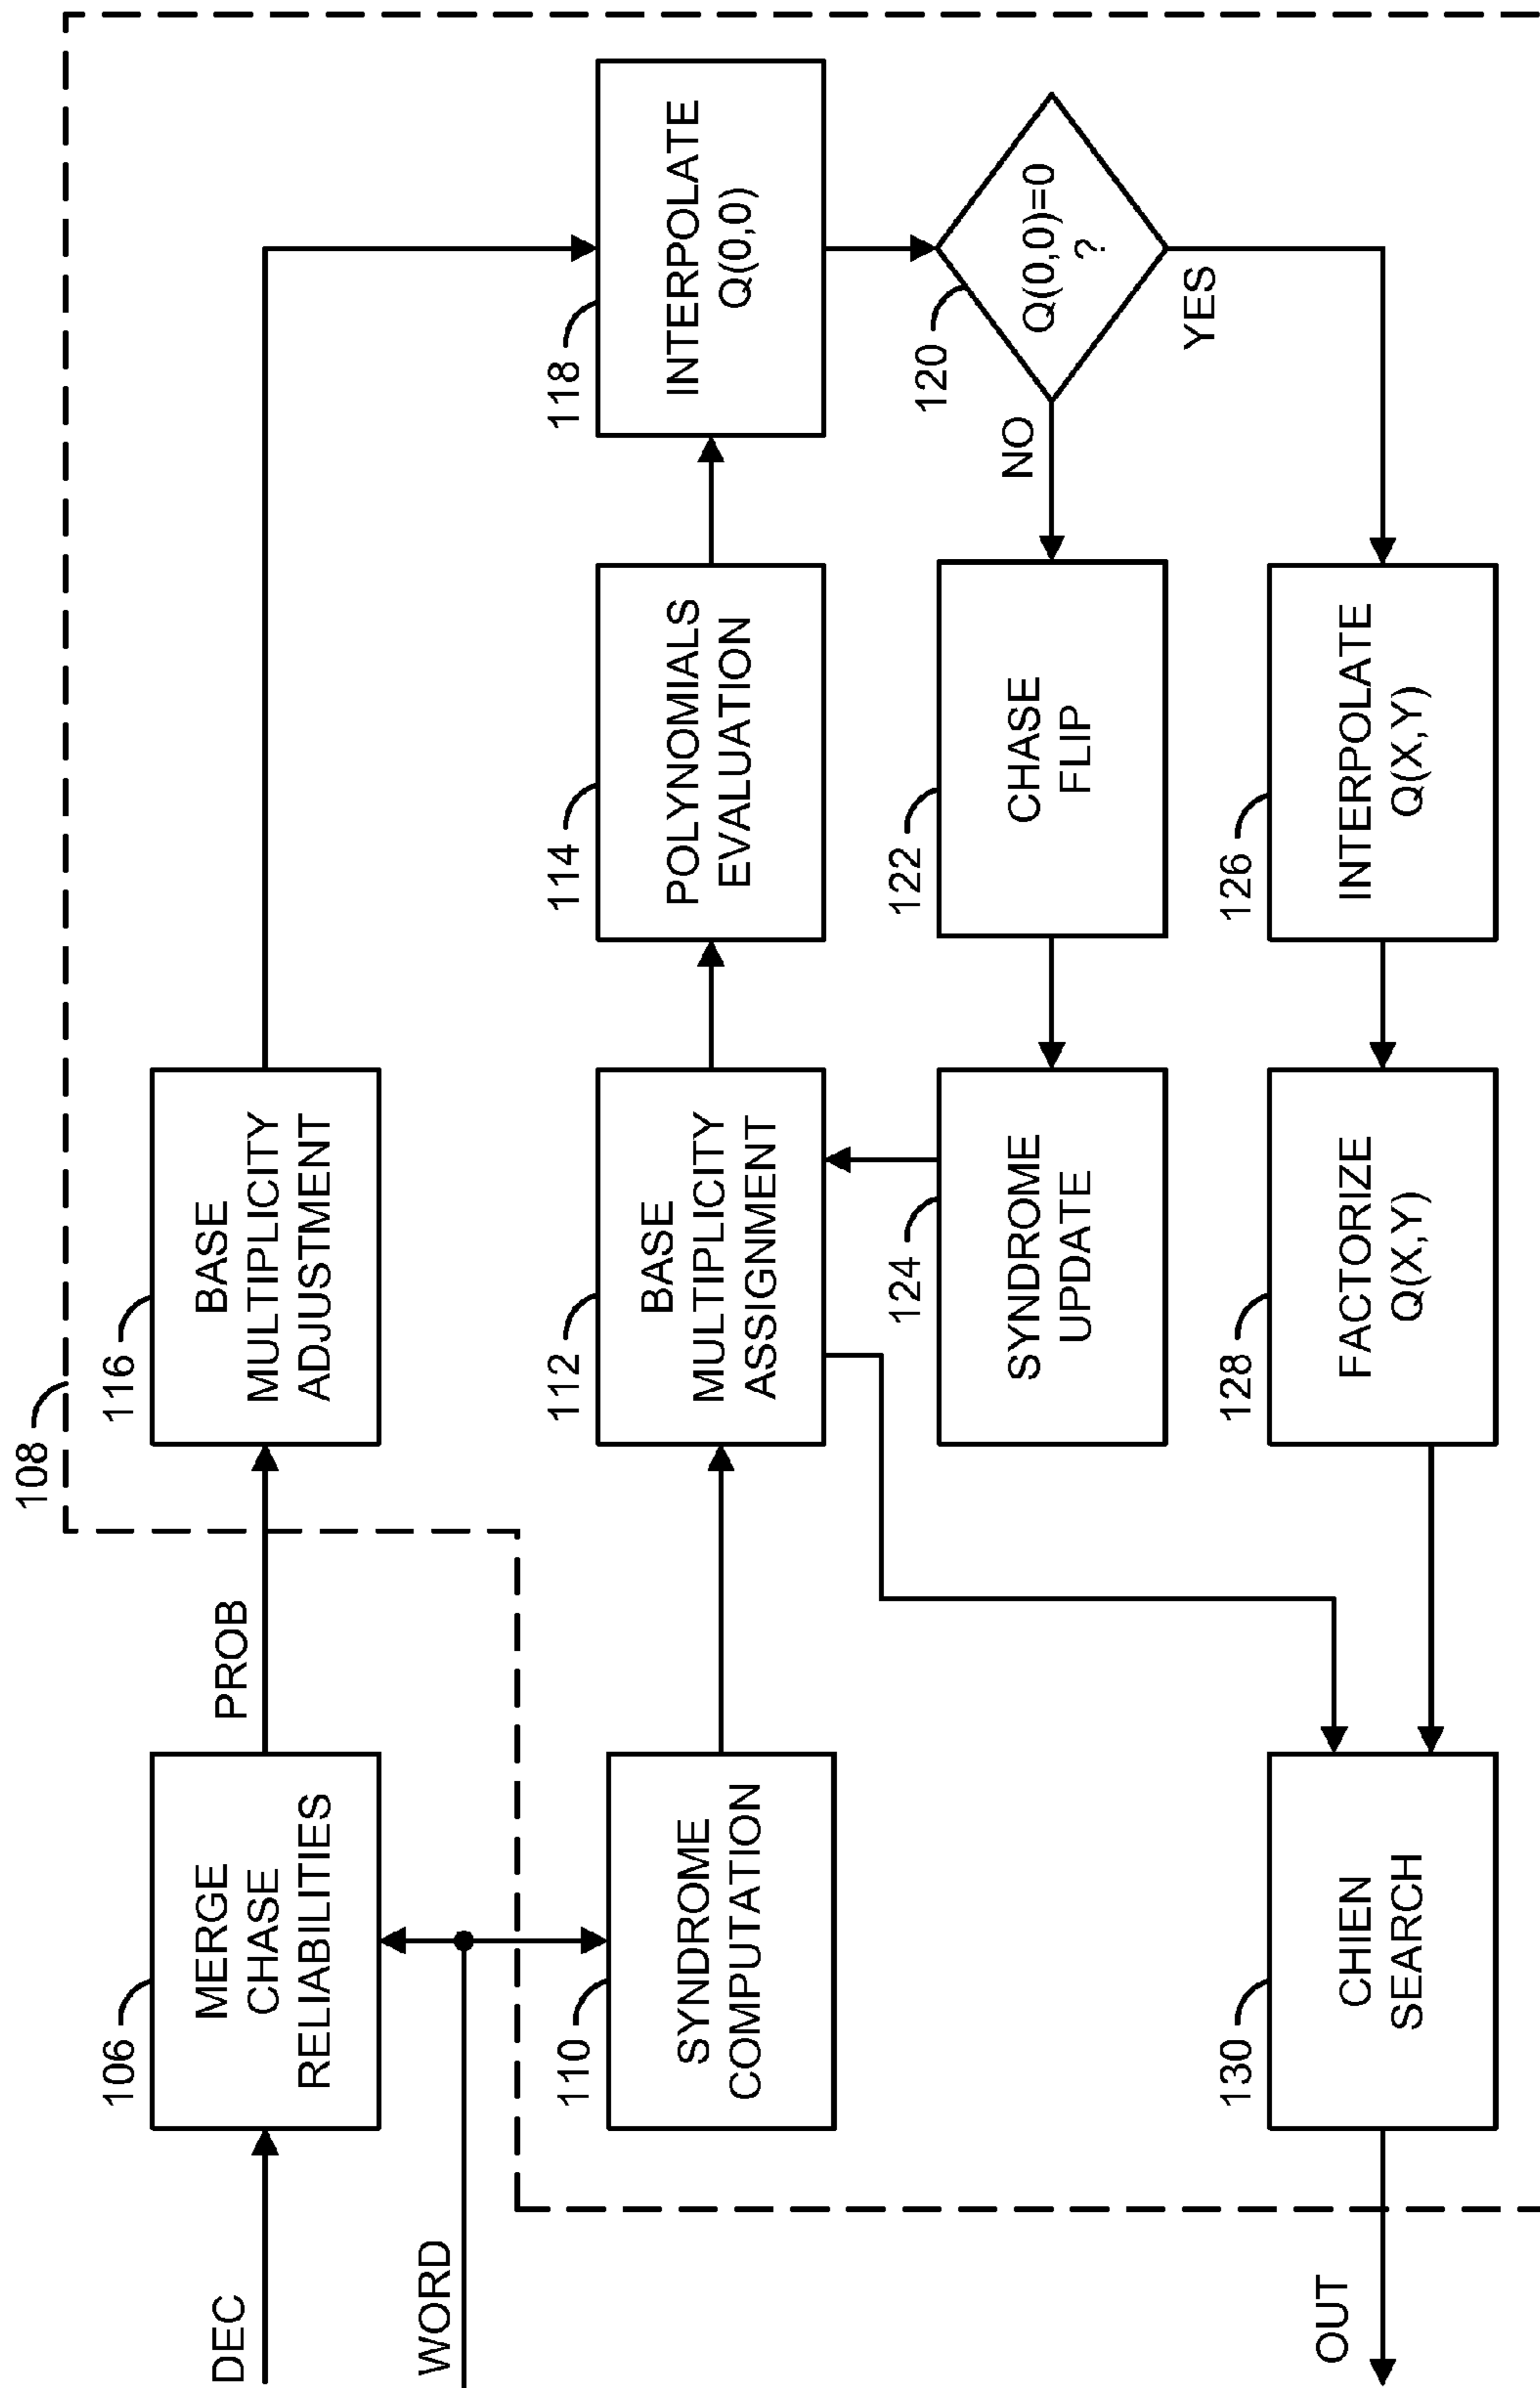 108
DEC
106
MERGE
CHASE
RELIABILITIES
PROB
116
BASE
MULTIPLICITY
ADJUSTMENT
WORD
110
SYNDROME
COMPUTATION
112
BASE
MULTIPLICITY
ASSIGNMENT
114
POLYNOMIALS
EVALUATION
118
INTERPOLATE
Q(0,0)
124
SYNDROME
UPDATE
122
CHASE
FLIP
NO
120
Q(0,0)=0
?
YES
OUT
130
CHIEN
SEARCH
128
FACTORIZE
Q(X,Y)
126
INTERPOLATE
Q(X,Y)